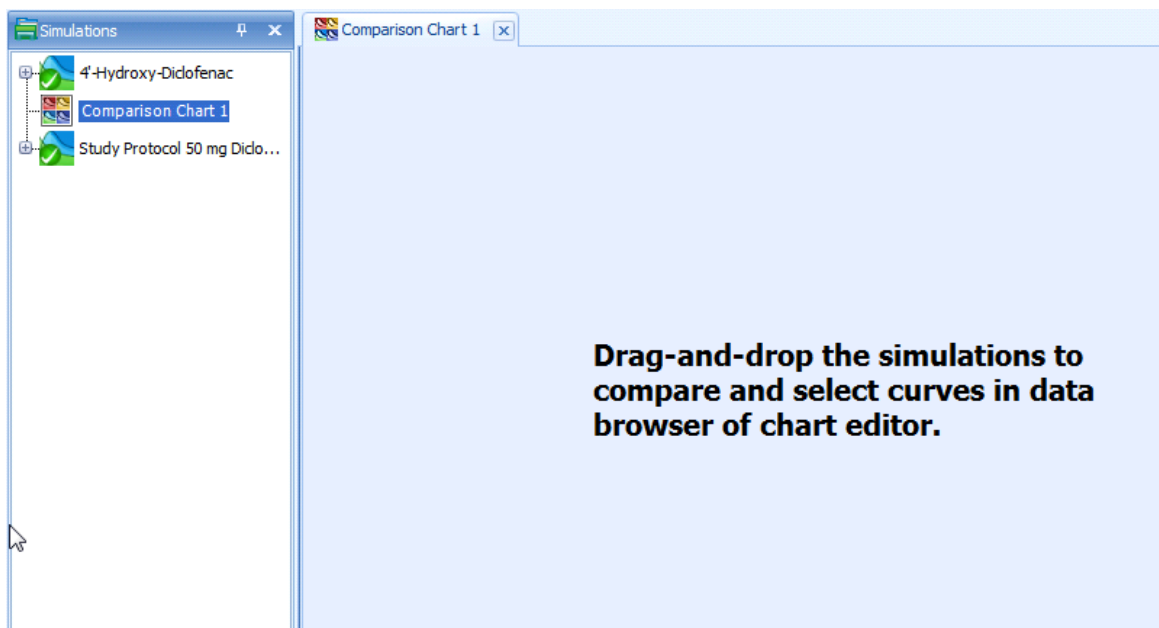 Simulations
Comparison Chart 1
4'-Hydroxy-Diclofenac
Comparison Chart 1
Study Protocol 50 mg Diclo...
Drag-and-drop the simulations to
compare and select curves in data
browser of chart editor.